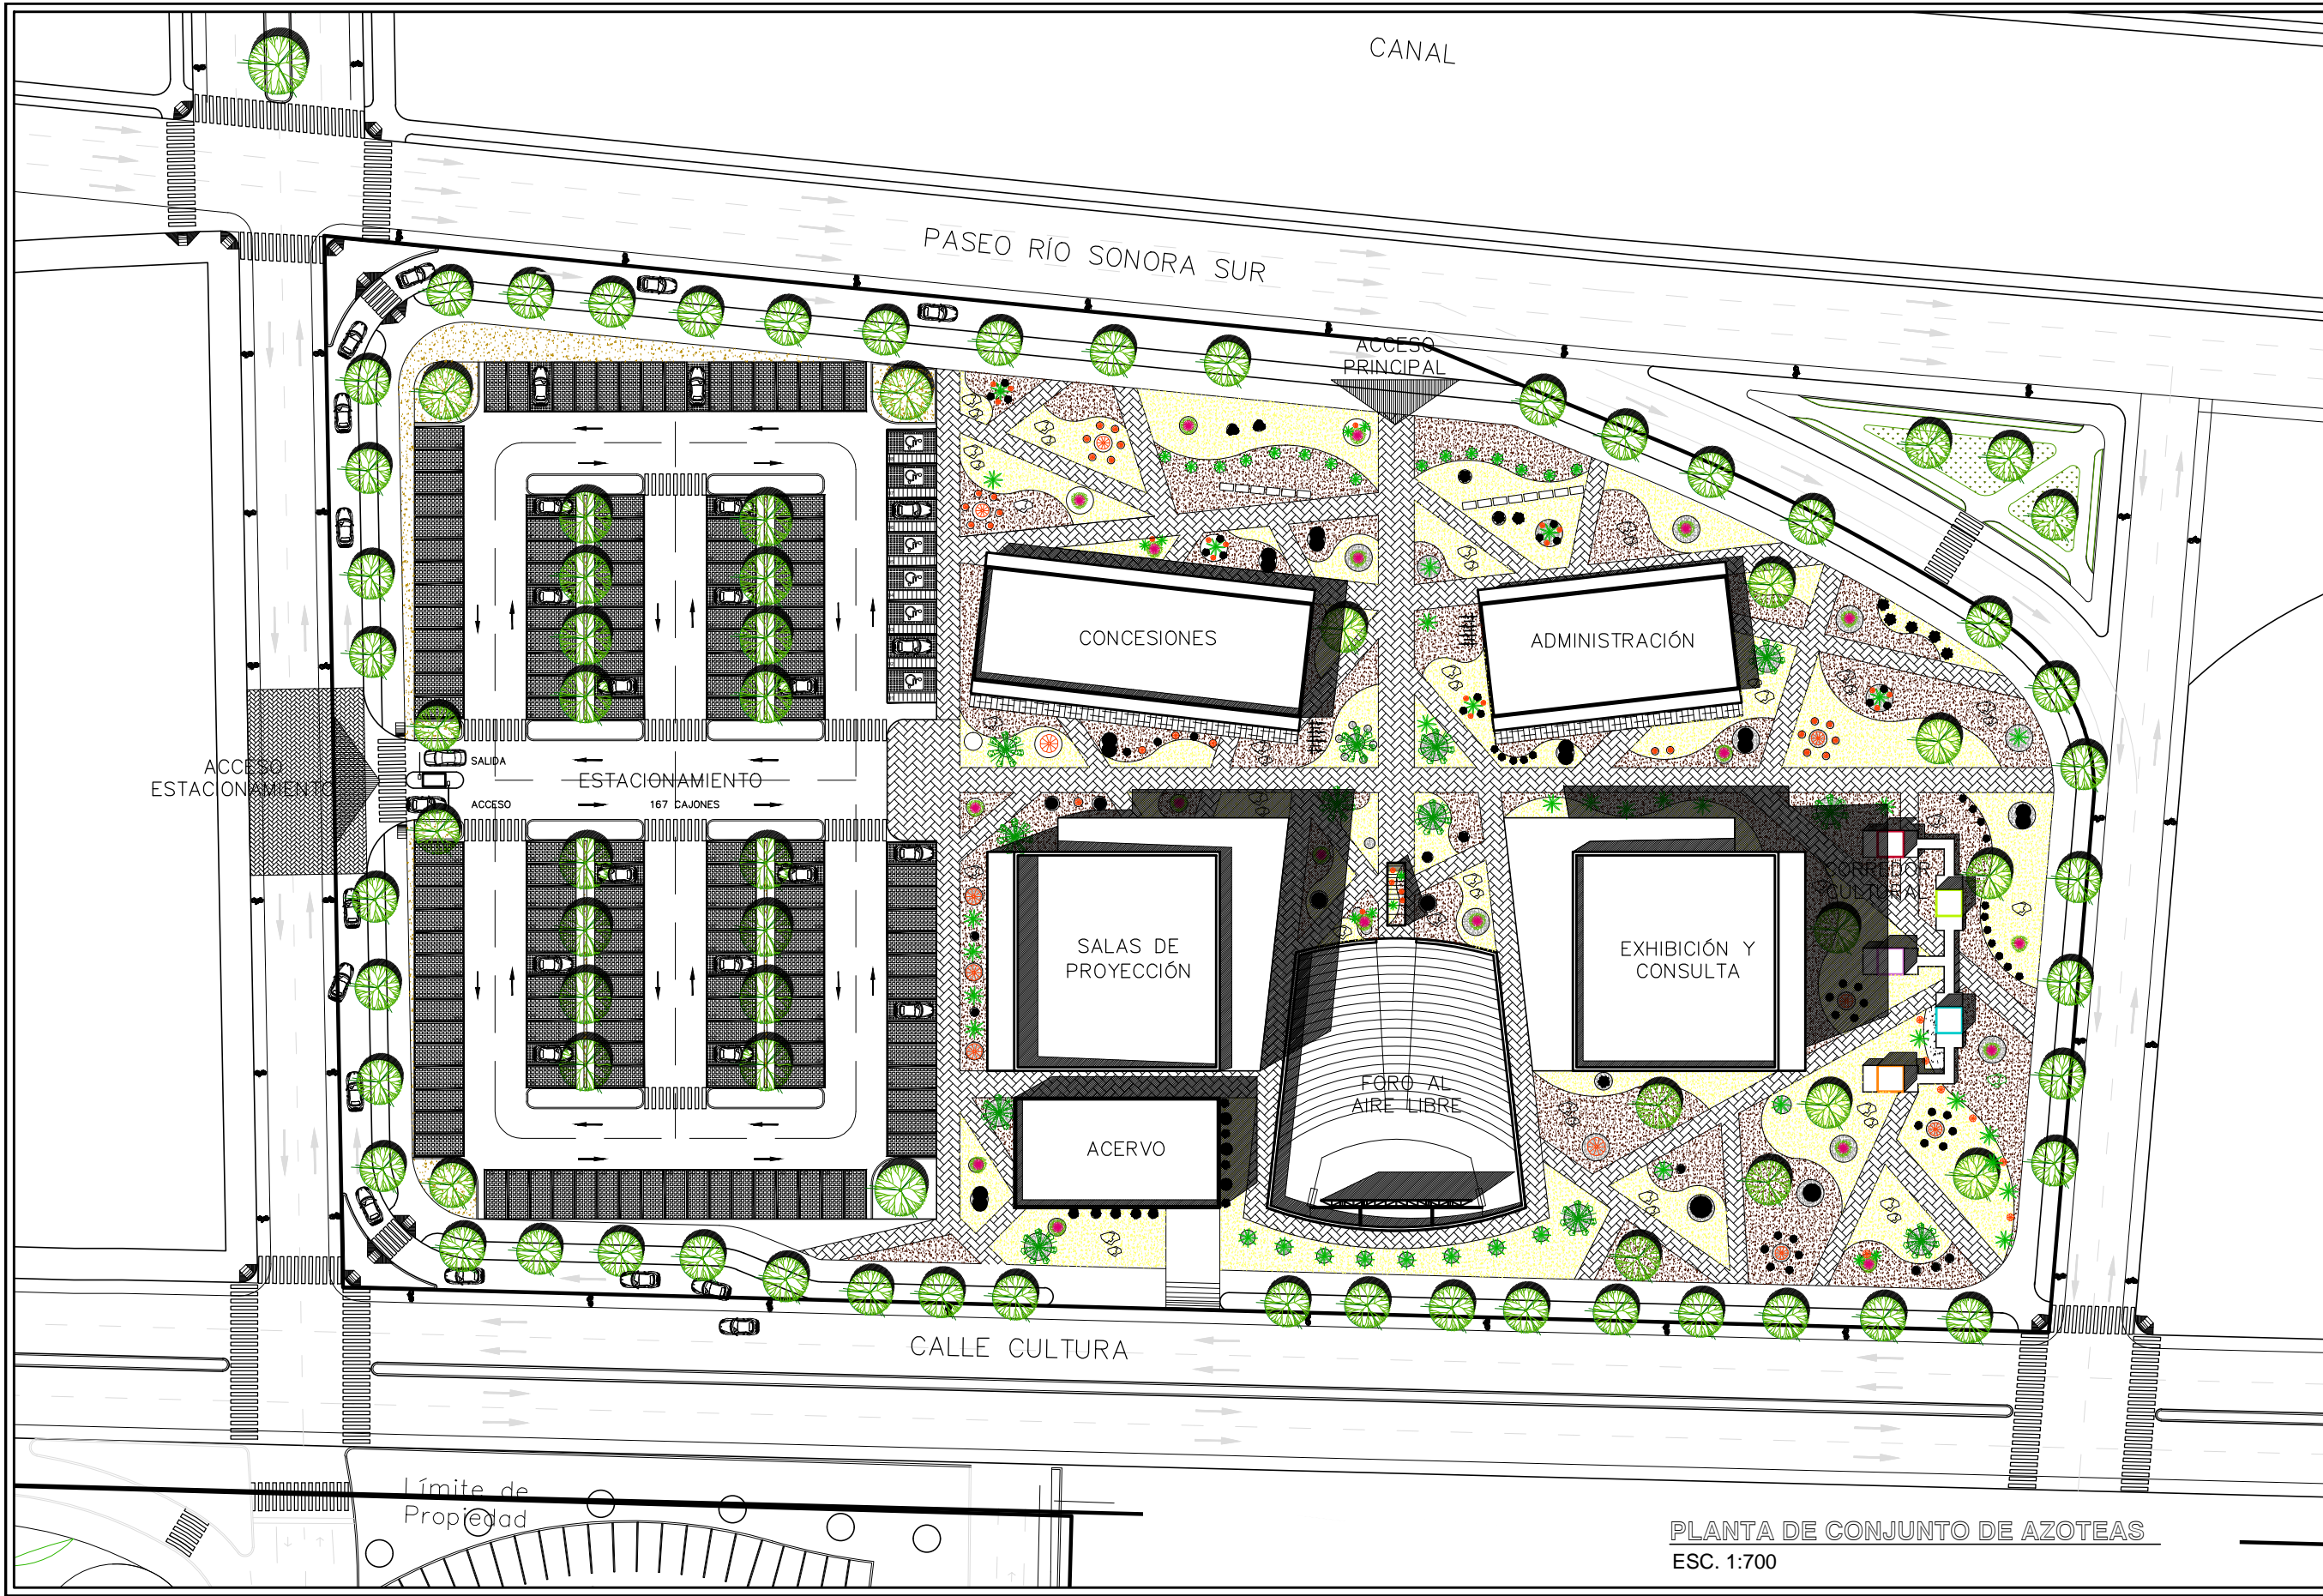 CANAL
PASEO RÍO SONORA SUR
ACCESO
PRINCIPAL
CONCESIONES
ADMINISTRACIÓN
ACCESO
ESTACIONAMIENTO
SALIDA
ESTACIONAMIENTO
ACCESO
167 CAJONES
CORREDOR
CULTURAL
SALAS DE
PROYECCIÓN
EXHIBICIÓN Y
CONSULTA
FORO AL
AIRE LIBRE
ACERVO
CALLE CULTURA
Límite de
Propiedad
PLANTA DE CONJUNTO DE AZOTEAS
ESC. 1:700